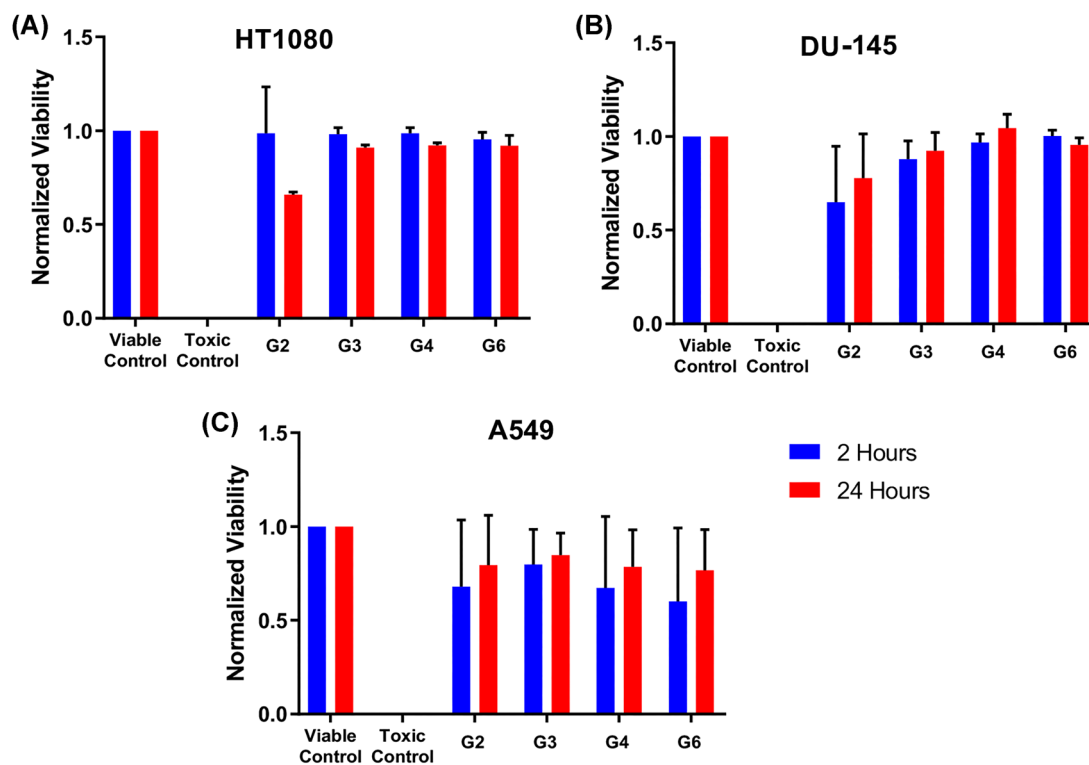 (A)
HT1080
Normalized Viability
1.5
1.0
0.5
0.0
Viable Control
Toxic Control
G2
G3
G4
G6
(B)
DU-145
Normalized Viability
1.5
1.0
0.5
0.0
Viable Control
Toxic Control
G2
G3
G4
G6
(C)
A549
Normalized Viability
1.5
1.0
0.5
0.0
Viable Control
Toxic Control
G2
G3
G4
G6
2 Hours
24 Hours